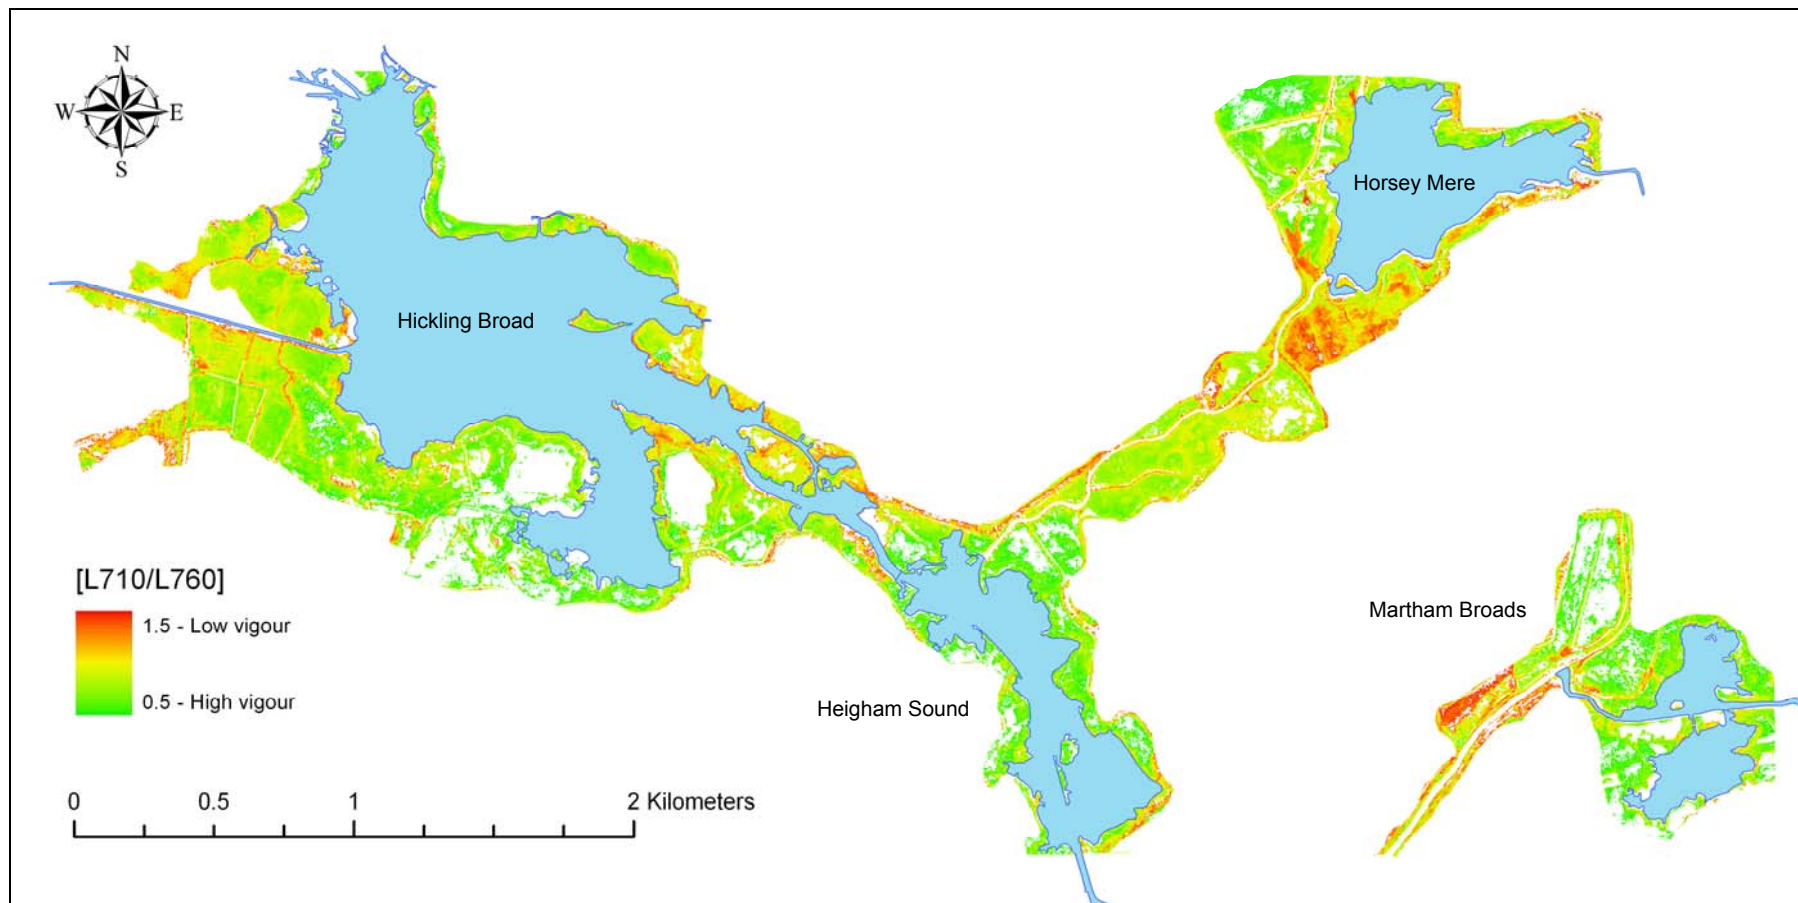 N
W E
S
Horsey Mere
Hickling Broad
[L710/L760]
1.5 - Low vigour
0.5 - High vigour
Martham Broads
Heigham Sound
0 0.5 1 2 Kilometers